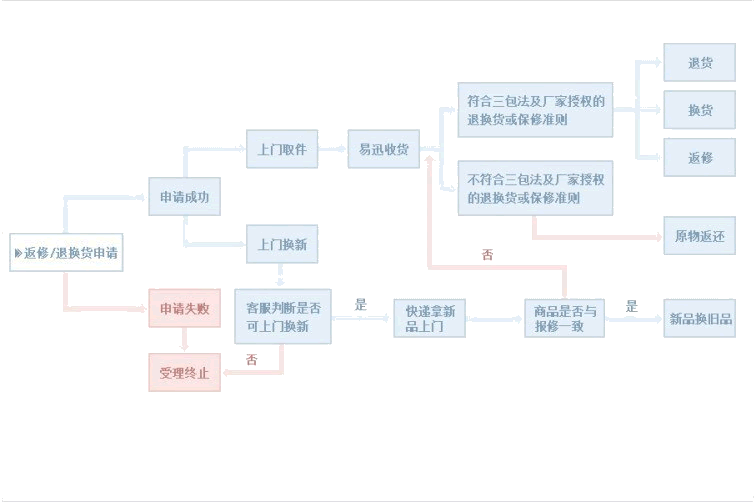 返修/退换货申请
申请成功
申请失败
受理终止
上门取件
上门换新
客服判断是否
可上门换新
否
是
易迅收货
快递拿新
品上门
符合三包法及厂家授权的
退换货或保修准则
不符合三包法及厂家授权
的退换货或保修准则
否
商品是否与
报修一致
是
退货
换货
返修
原物返还
新品换旧品